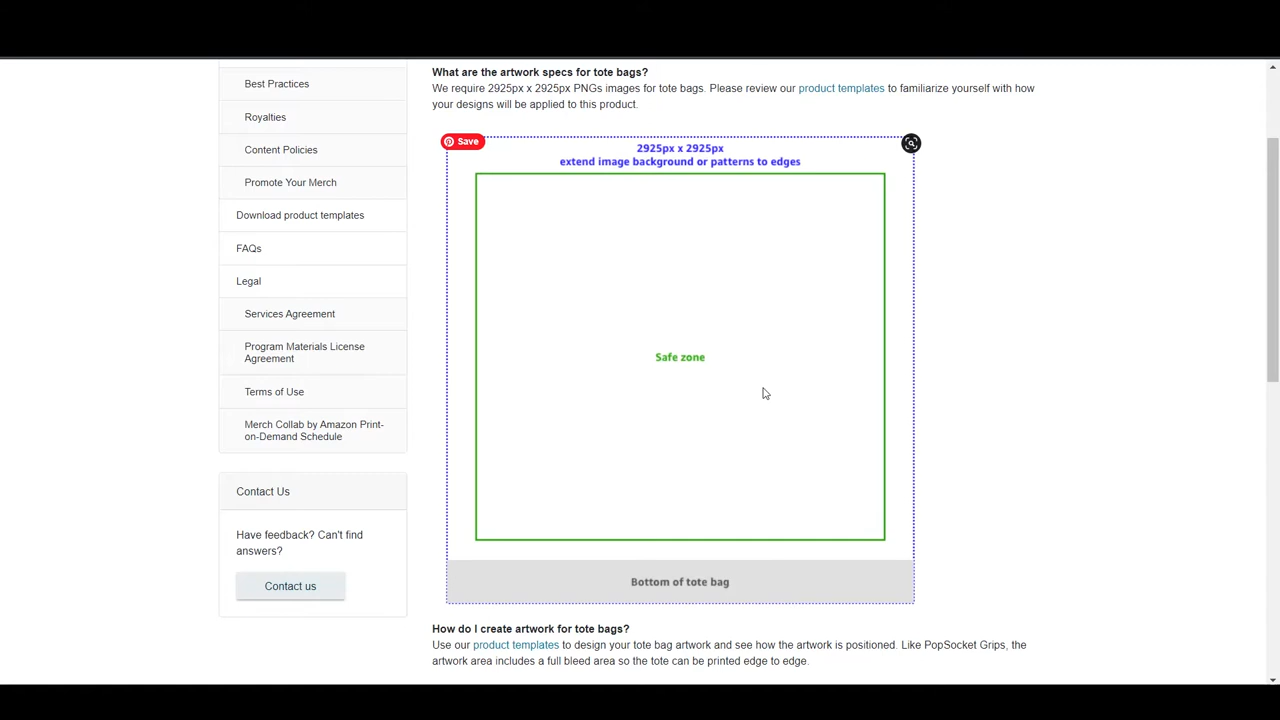 Best Practices
Royalties
Content Policies
Promote Your Merch
Download product templates
FAQs
Legal
Services Agreement
Program Materials License
Agreement
Terms of Use
Merch Collab by Amazon Print-
on-Demand Schedule
Contact Us
Have feedback? Can't find
answers?
Contact us
What are the artwork specs for tote bags?
We require 2925px x 2925px PNGs images for tote bags. Please review our product templates to familiarize yourself with how
your designs will be applied to this product.
Save
2925px x 2925px
extend image background or patterns to edges
Safe zone
Bottom of tote bag
How do I create artwork for tote bags?
Use our product templates to design your tote bag artwork and see how the artwork is positioned. Like PopSocket Grips, the
artwork area includes a full bleed area so the tote can be printed edge to edge.